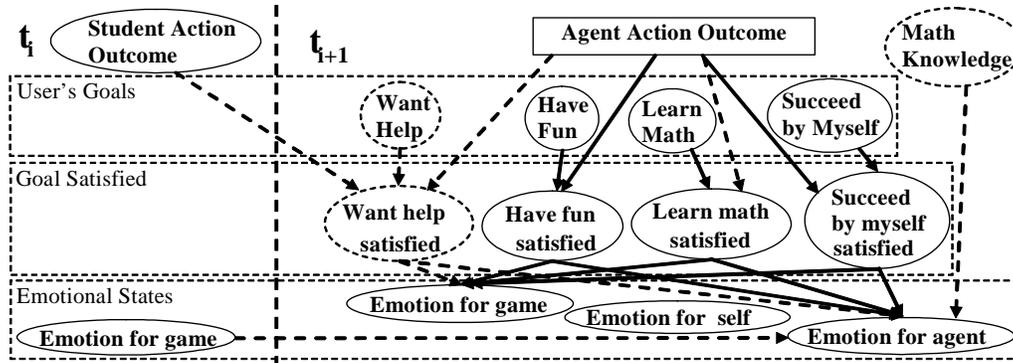 t i
Student Action
Outcome
t i+1
Agent Action Outcome
Math
Knowledge
User's Goals
Want
Help
Have
Fun
Learn
Math
Succeed
by Myself
Goal Satisfied
Want help
satisfied
Have fun
satisfied
Learn math
satisfied
Succeed
by myself
satisfied
Emotional States
Emotion for game
Emotion for self
Emotion for game
Emotion for agent